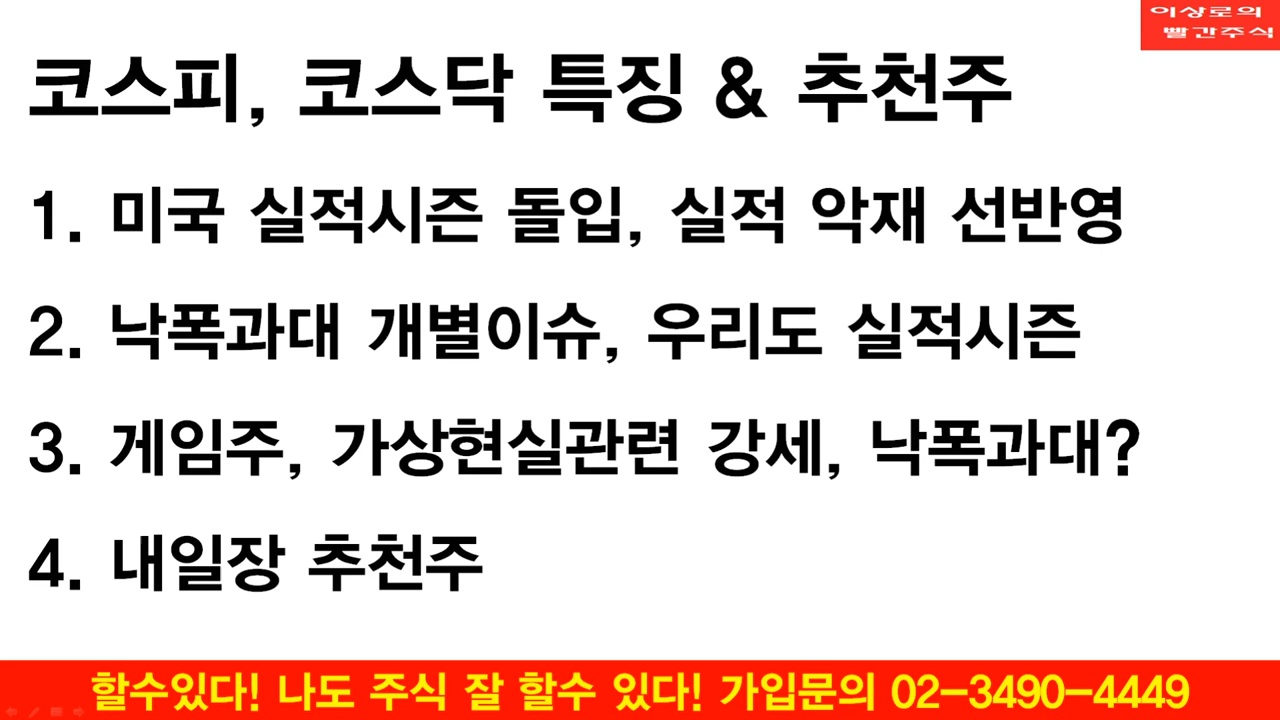 이상로의
빨간주식
코스피, 코스닥 특징 & 추천주
1. 미국 실적시즌 돌입, 실적 악재 선반영
2. 낙폭과대 개별이슈, 우리도 실적시즌
3. 게임주, 가상현실관련 강세, 낙폭과대?
4. 내일장 추천주
할수있다! 나도 주식 잘 할수 있다! 가입문의 02-3490-4449